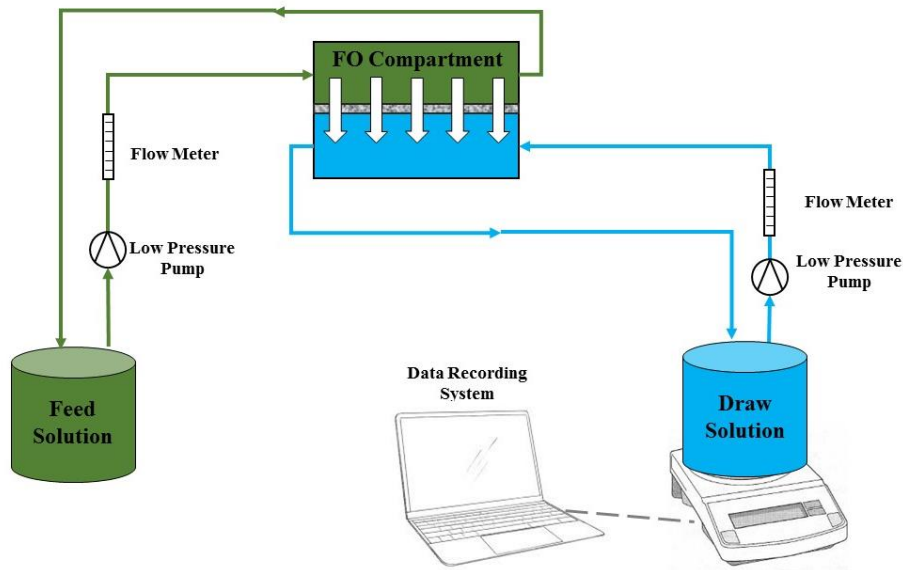 FO Compartment
Flow Meter
Low Pressure
Pump
Feed
Solution
Flow Meter
Low Pressure
Pump
Data Recording
System
Draw
Solution